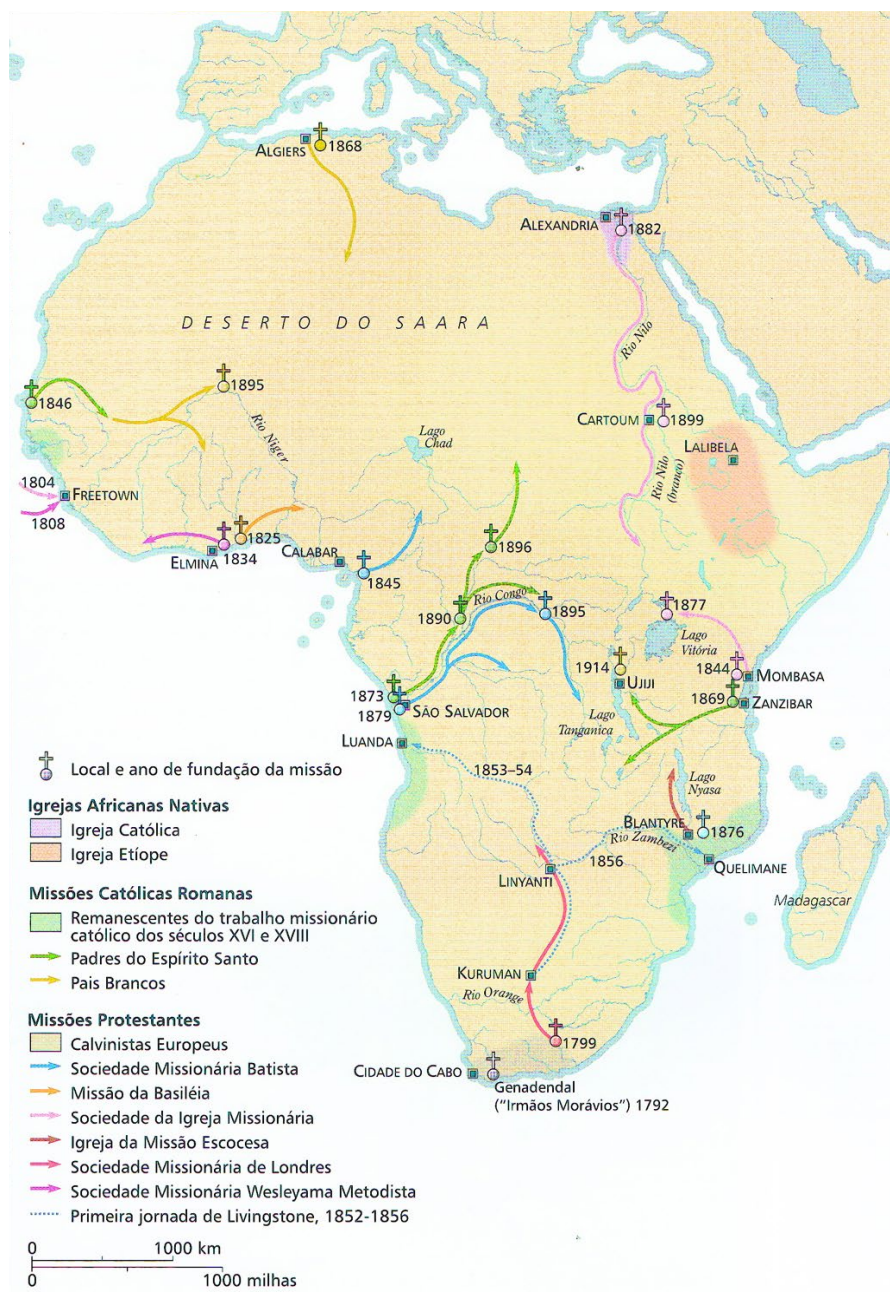 ALGIERS
1868
ALEXANDRIA
1882
DESERTO DO SAARA
Rio Nilo
1846
1895
Rio Níger
Lago
Chad
CARTOUM
1899
LALIBELA
Rio Nilo
(branco)
1804
FREETOWN
1808
1825
ELMINA
1834
CALABAR
1845
1896
1890
Rio Congo
1895
1877
Lago
Vitória
1914
UJIJI
1844
MOMBASA
1869
ZANZIBAR
1873
1879
SÃO SALVADOR
Lago
Tanganica
LUANDA
1853–54
Lago
Nyasa
BLANTYRE
1876
Rio Zambezi
1856
QUELIMANE
LINYANTI
Madagascar
KURUMAN
Rio Orange
1799
CIDADE DO CABO
Genadendal
("Irmãos Morávios") 1792
Local e ano de fundação da missão
Igrejas Africanas Nativas
Igreja Católica
Igreja Etíope
Missões Católicas Romanas
Remanescentes do trabalho missionário
católico dos séculos XVI e XVIII
Padres do Espírito Santo
Pais Brancos
Missões Protestantes
Calvinistas Europeus
Sociedade Missionária Batista
Missão da Basiléia
Sociedade da Igreja Missionária
Igreja da Missão Escocesa
Sociedade Missionária de Londres
Sociedade Missionária Wesleyama Metodista
Primeira jornada de Livingstone, 1852-1856
0 1000 km
0 1000 milhas